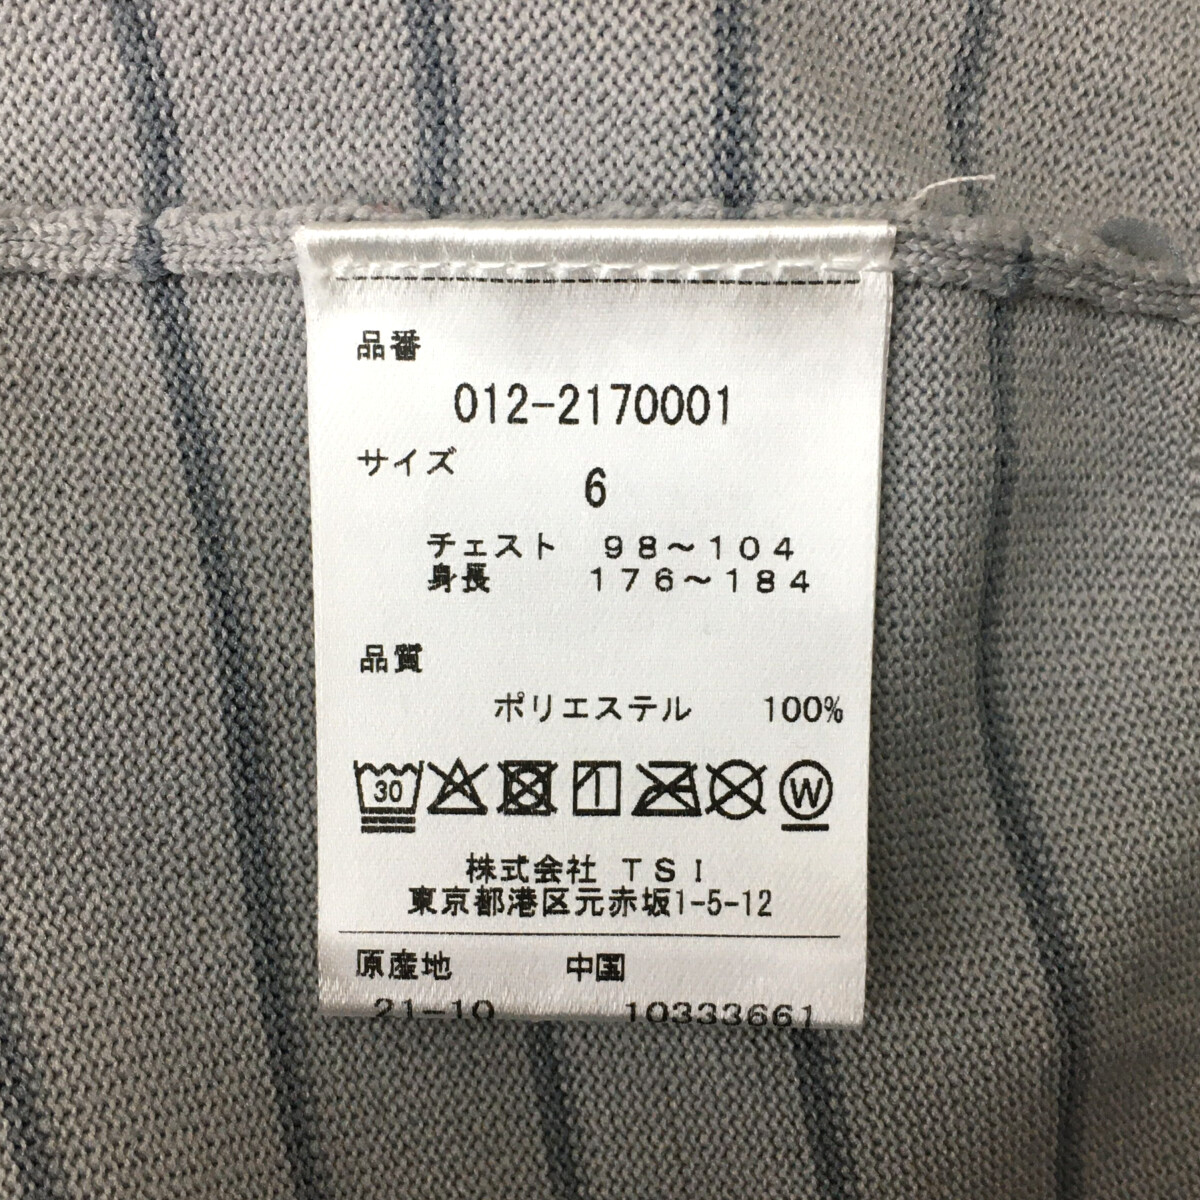 品番
012-2170001
サイズ
6
チェスト 98～104
身長 176～184
品質
ポリエステル 100%
30 1 W
株式会社 TSI
東京都港区元赤坂1-5-12
原産地 中国
21-10 10333661